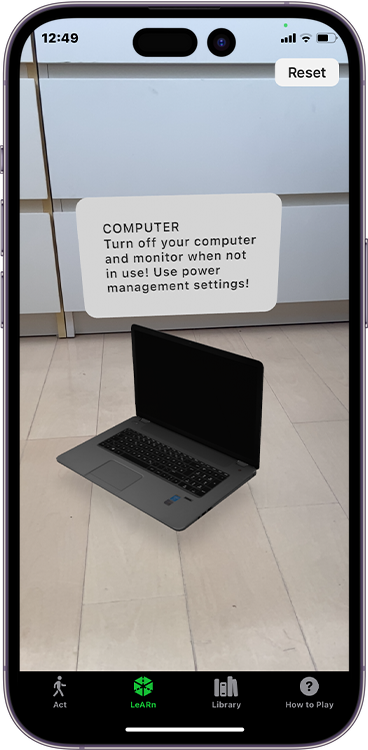 12:49
Reset
COMPUTER
Turn off your computer
and monitor when not
in use! Use power
management settings!
Act
LeARn
Library
How to Play